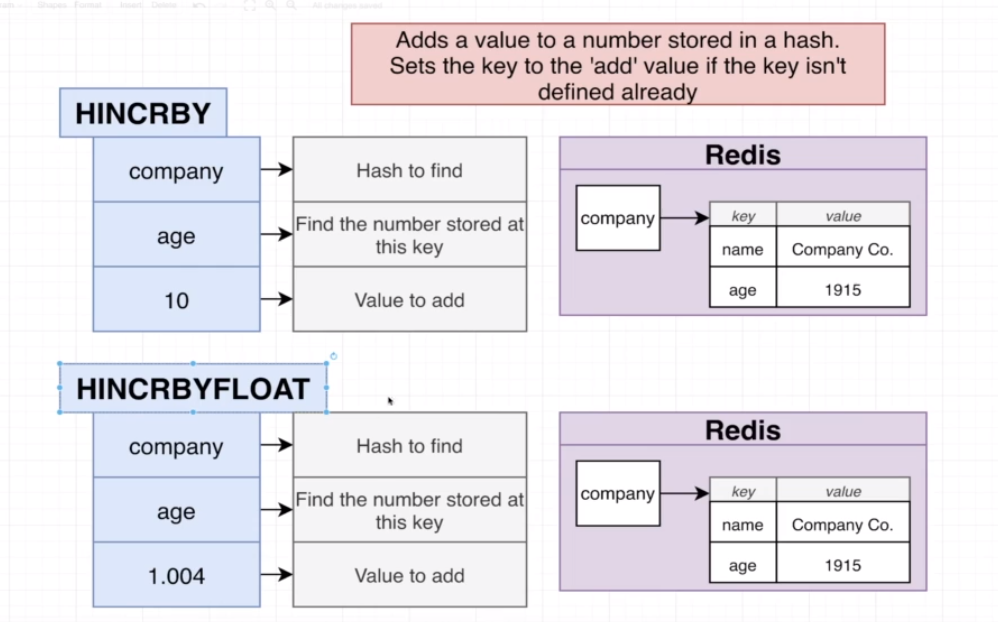 Adds a value to a number stored in a hash.
Sets the key to the 'add' value if the key isn't
defined already
HINCRBY
company
Hash to find
age
Find the number stored at
this key
10
Value to add
Redis
company
key
value
name
Company Co.
age
1915
HINCRBYFLOAT
company
Hash to find
age
Find the number stored at
this key
1.004
Value to add
Redis
company
key
value
name
Company Co.
age
1915